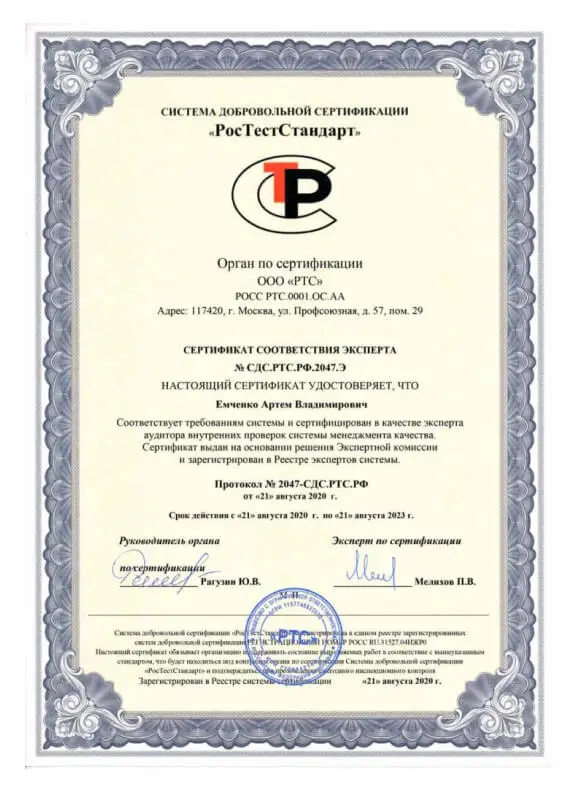 СИСТЕМА ДОБРОВОЛЬНОЙ СЕРТИФИКАЦИИ
«РосТестСтандарт»
ТР
Орган по сертификации
ООО «РТС»
РОСС РТС.0001.ОС.АА
Адрес: 117420, г. Москва, ул. Профсоюзная, д. 57, пом. 29
СЕРТИФИКАТ СООТВЕТСТВИЯ ЭКСПЕРТА
№ СДС.РТС.РФ.2047.Э
НАСТОЯЩИЙ СЕРТИФИКАТ УДОСТОВЕРЯЕТ, ЧТО
Емченко Артем Владимирович
Соответствует требованиям системы и сертифицирован в качестве эксперта
аудитора внутренних проверок системы менеджмента качества.
Сертификат выдан на основании решения Экспертной комиссии
и зарегистрирован в Реестре экспертов системы.
Протокол № 2047-СДС.РТС.РФ
от «21» августа 2020 г.
Срок действия с «21» августа 2020 г. по «21» августа 2023 г.
Руководитель органа Эксперт по сертификации
по сертификации
Рагузин Ю.В. Мелихов П.В.
М.П.
«РТС»
Система добровольной сертификации в едином реестре зарегистрированных
систем добровольной сертификации РОСС RU.31527.04ИЖР0
Настоящий сертификат обязывает организацию поддерживать состояние выполняемых работ в соответствие с вышеуказанным
стандартом, что будет находиться под контролем органа по сертификации Системы добровольной сертификации
«РосТестСтандарт» и подтверждаться при прохождении ежегодного инспекционного контроля
Зарегистрирован в Реестре системы сертификации «21» августа 2020 г.